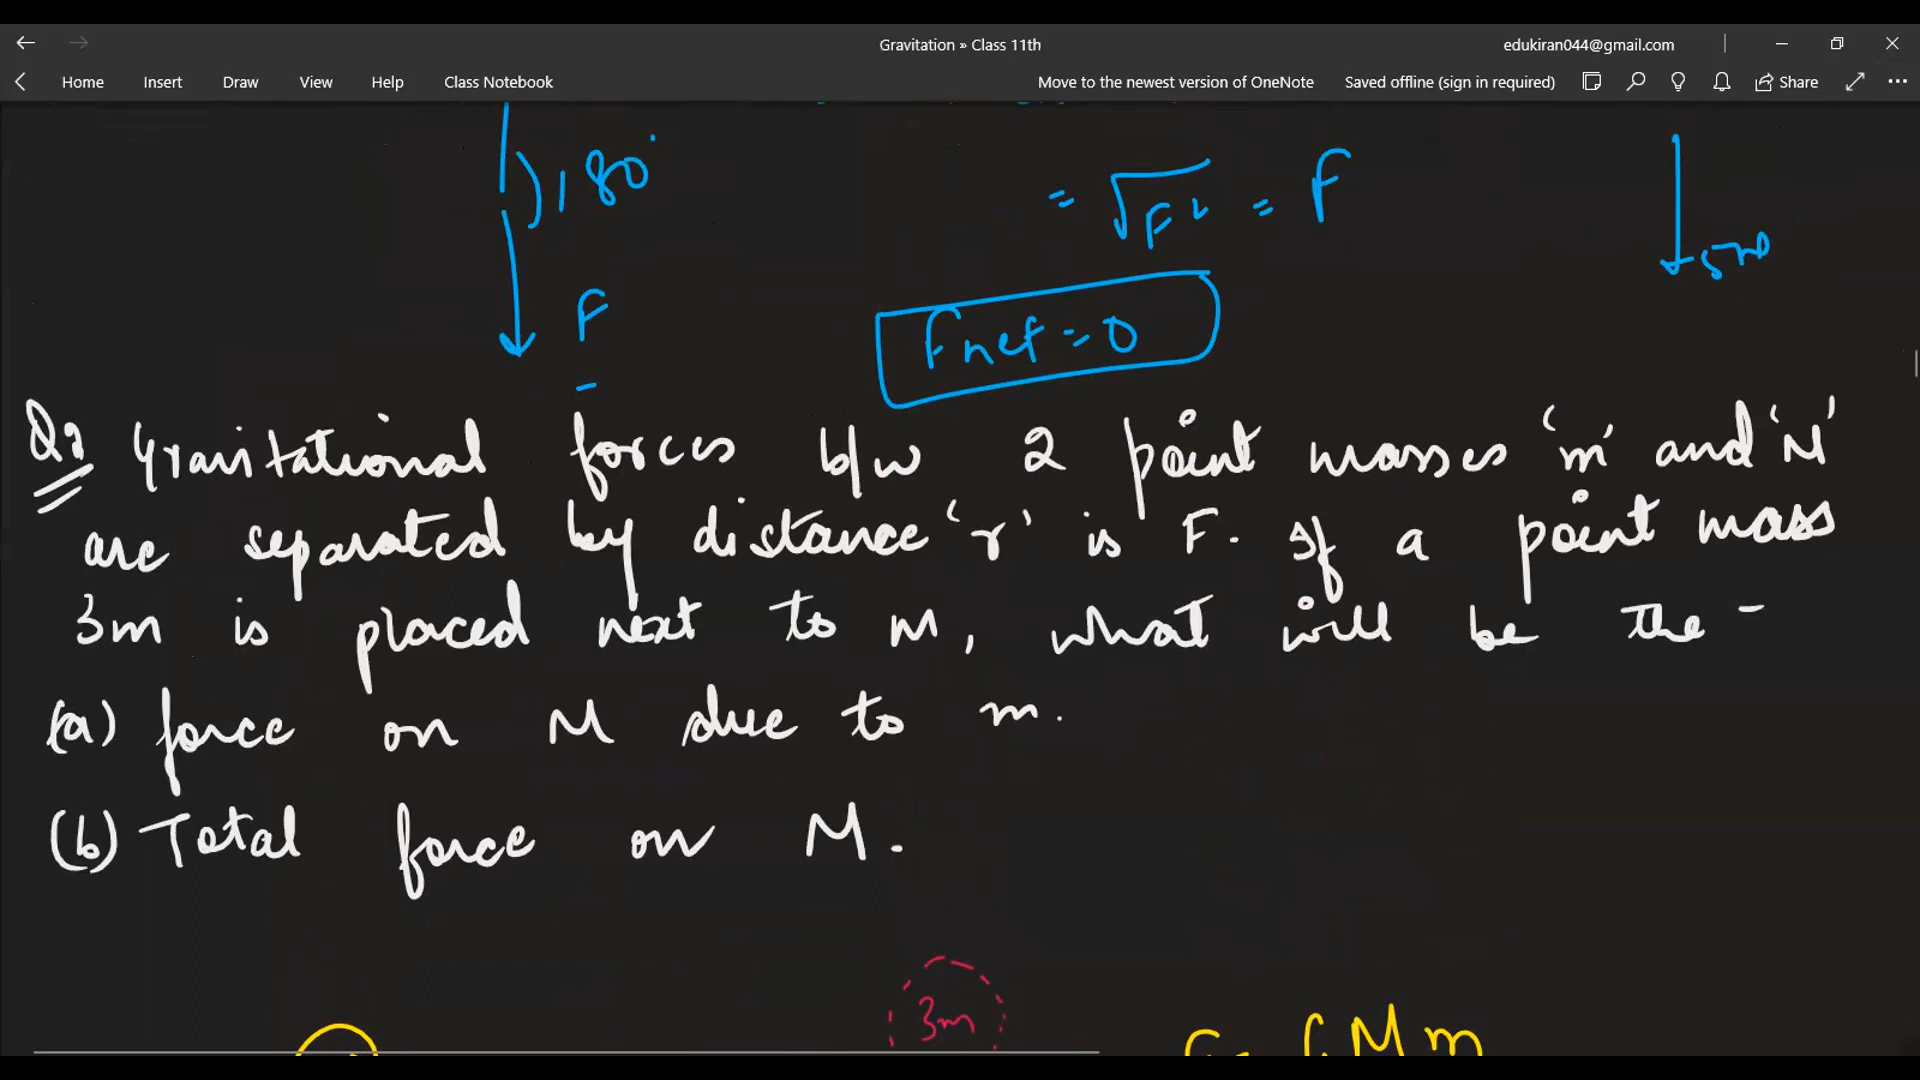 Gravitation » Class 11th
edukiran044@gmail.com
Home Insert Draw View Help Class Notebook
Move to the newest version of OneNote Saved offline (sign in required) Share
180°
= √F² = F
F
Fnet = 0
Gravitational forces b/w 2 point masses 'm' and 'M'
are separated by distance 'r' is F. If a point mass
3m is placed next to m, what will be the -
(a) force on M due to m.
(b) Total force on M.
3m
GMm